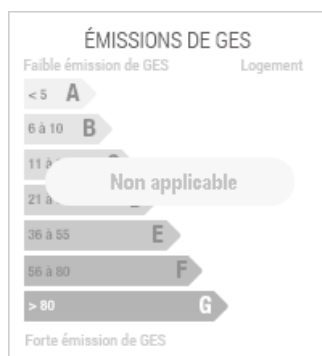 ÉMISSIONS DE GES
Faible émission de GES Logement
< 5 A
6 à 10 B
11 à
Non applicable
21 à
36 à 55 E
56 à 80 F
> 80 G
Forte émission de GES